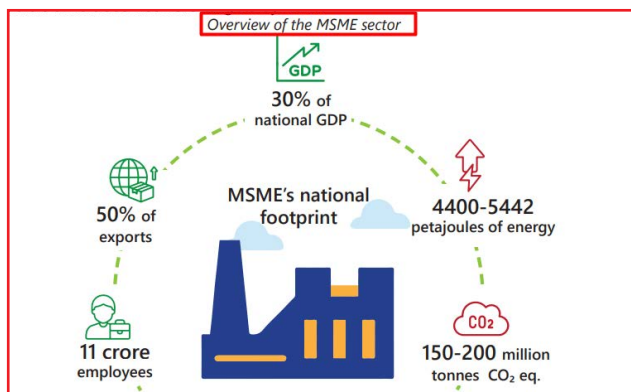 Overview of the MSME sector
GDP
30% of
national GDP
50% of
exports
MSME's national
footprint
4400-5442
petajoules of energy
11 crore
employees
CO₂
150-200 million
tonnes CO₂ eq.